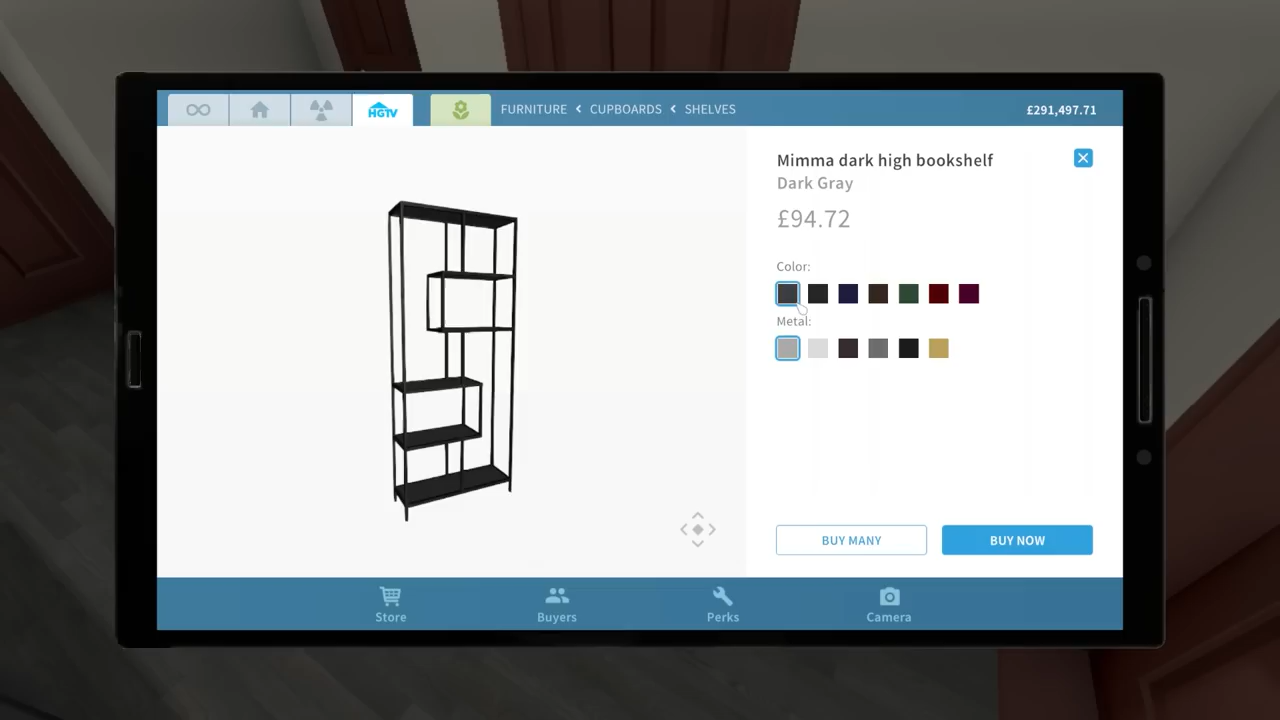 HGTV
FURNITURE < CUPBOARDS < SHELVES
£291,497.71
Mimma dark high bookshelf
Dark Gray
£94.72
Color:
Metal:
BUY MANY
BUY NOW
Store
Buyers
Perks
Camera